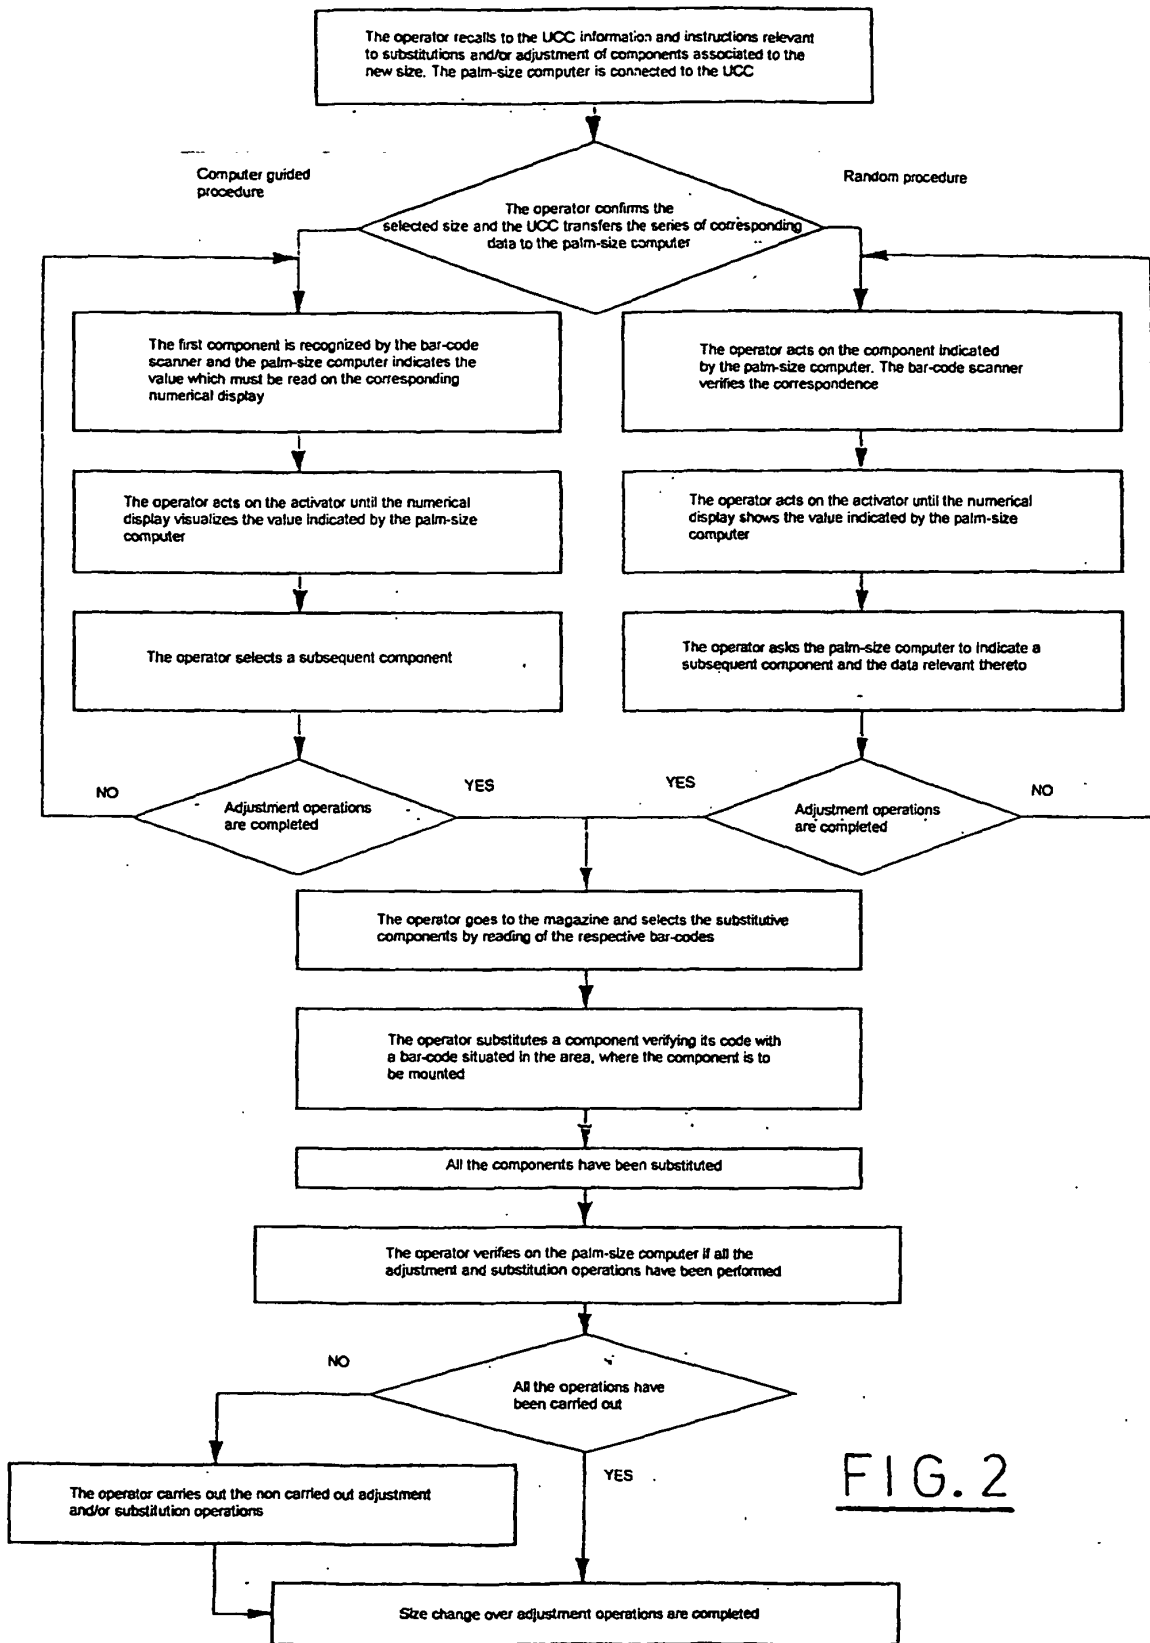 The operator recalls to the UCC information and instructions relevant
to substitutions and/or adjustment of components associated to the
new size. The palm-size computer is connected to the UCC
Computer guided
procedure
Random procedure
The operator confirms the
selected size and the UCC transfers the series of corresponding
data to the palm-size computer
The first component is recognized by the bar-code
scanner and the palm-size computer indicates the
value which must be read on the corresponding
numerical display
The operator acts on the component indicated
by the palm-size computer. The bar-code scanner
verifies the correspondence
The operator acts on the activator until the numerical
display visualizes the value indicated by the palm-size
computer
The operator acts on the activator until the numerical
display shows the value indicated by the palm-size
computer
The operator selects a subsequent component
The operator asks the palm-size computer to indicate a
subsequent component and the data relevant thereto
NO
Adjustment operations
are completed
YES
YES
Adjustment operations
are completed
NO
The operator goes to the magazine and selects the substitutive
components by reading of the respective bar-codes
The operator substitutes a component verifying its code with
a bar-code situated in the area, where the component is to
be mounted
All the components have been substituted
The operator verifies on the palm-size computer if all the
adjustment and substitution operations have been performed
NO
All the operations have
been carried out
YES
The operator carries out the non carried out adjustment
and/or substitution operations
FIG. 2
Size change over adjustment operations are completed